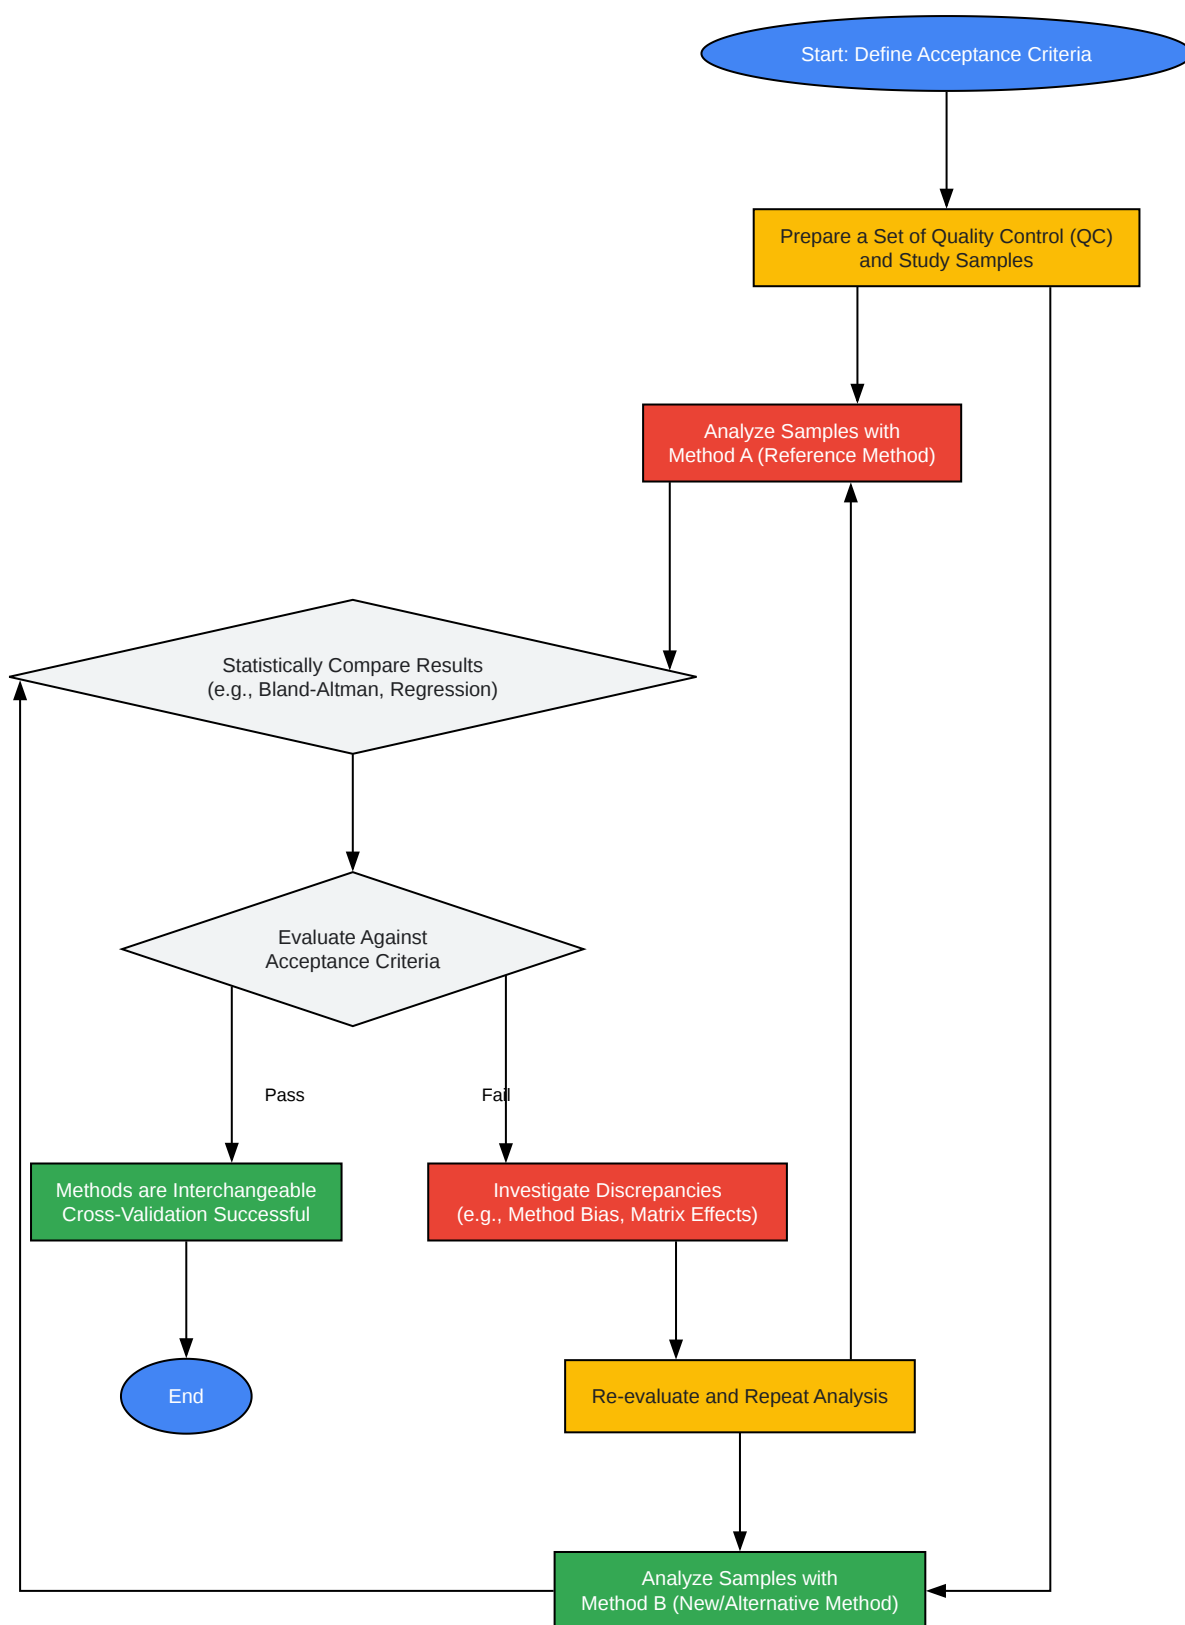 Start: Define Acceptance Criteria
Prepare a Set of Quality Control (QC)
and Study Samples
Analyze Samples with
Method A (Reference Method)
Statistically Compare Results
(e.g., Bland-Altman, Regression)
Evaluate Against
Acceptance Criteria
Pass
Fail
Methods are Interchangeable
Cross-Validation Successful
Investigate Discrepancies
(e.g., Method Bias, Matrix Effects)
End
Re-evaluate and Repeat Analysis
Analyze Samples with
Method B (New/Alternative Method)